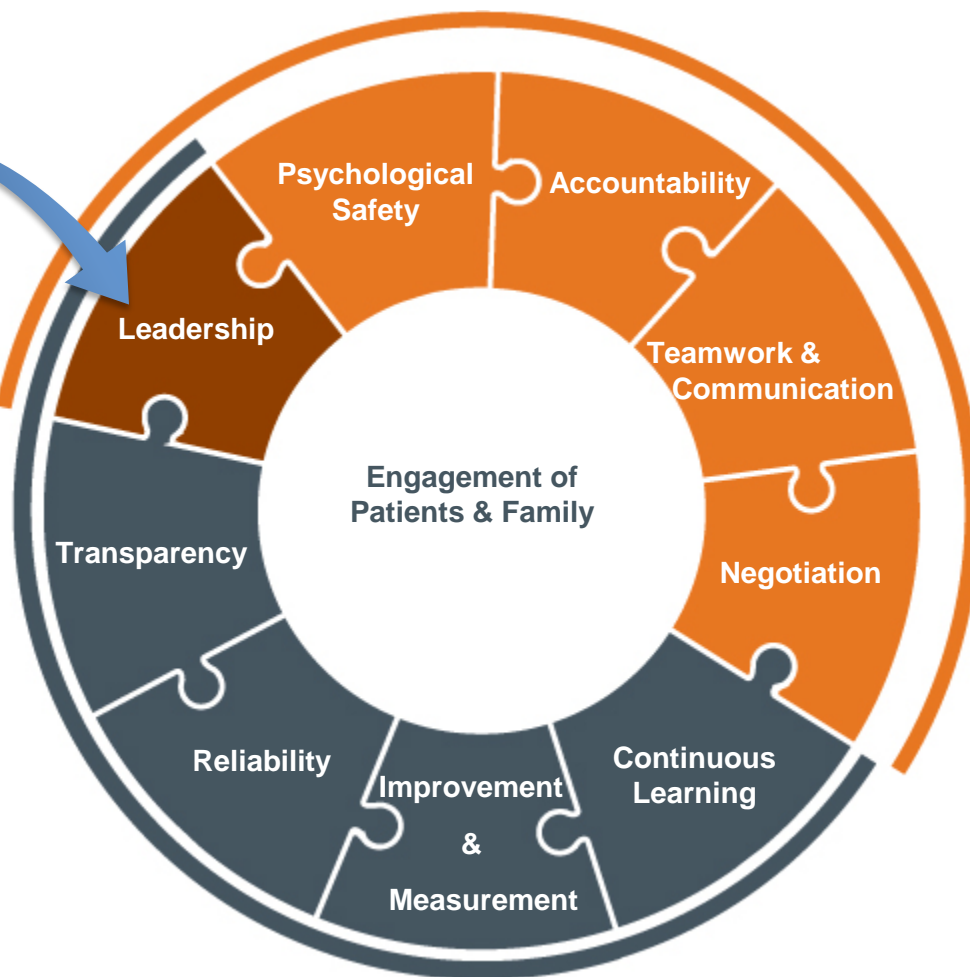 Psychological
Safety
Accountability
Leadership
Teamwork &
Communication
Engagement of
Patients & Family
Transparency
Negotiation
Reliability
Improvement
&
Measurement
Continuous
Learning